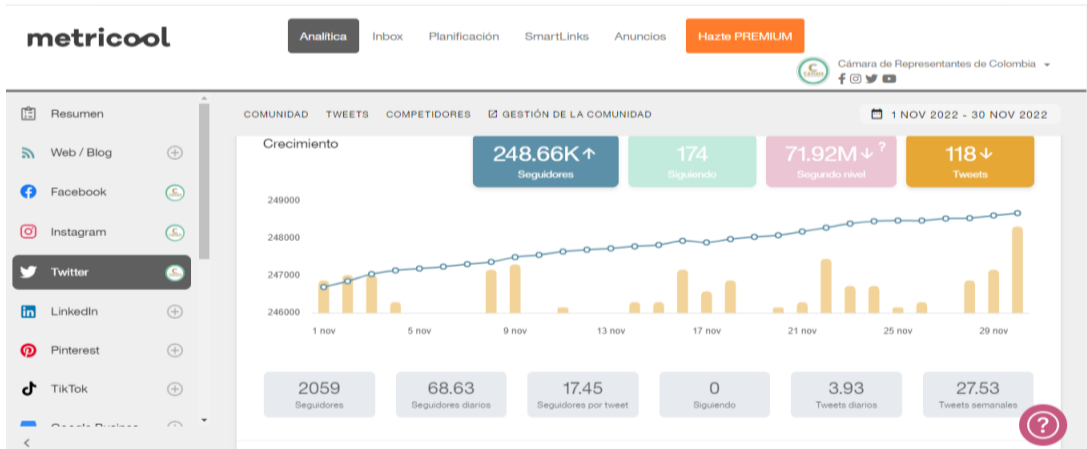 metricool
Analítica Inbox Planificación SmartLinks Anuncios Hazte PREMIUM
Cámara de Representantes de Colombia
Resumen
Web / Blog
Facebook
Instagram
Twitter
LinkedIn
Pinterest
TikTok
COMUNIDAD TWEETS COMPETIDORES GESTIÓN DE LA COMUNIDAD 1 NOV 2022 - 30 NOV 2022
Crecimiento
248.66K↑
Seguidores
174
Siguiendo
71.92M↓ ?
Segundo nivel
118↓
Tweets
249000
248000
247000
246000
1 nov 5 nov 9 nov 13 nov 17 nov 21 nov 25 nov 29 nov
2059
Seguidores
68.63
Seguidores diarios
17.45
Seguidores por tweet
0
Siguiendo
3.93
Tweets diarios
27.53
Tweets semanales
?